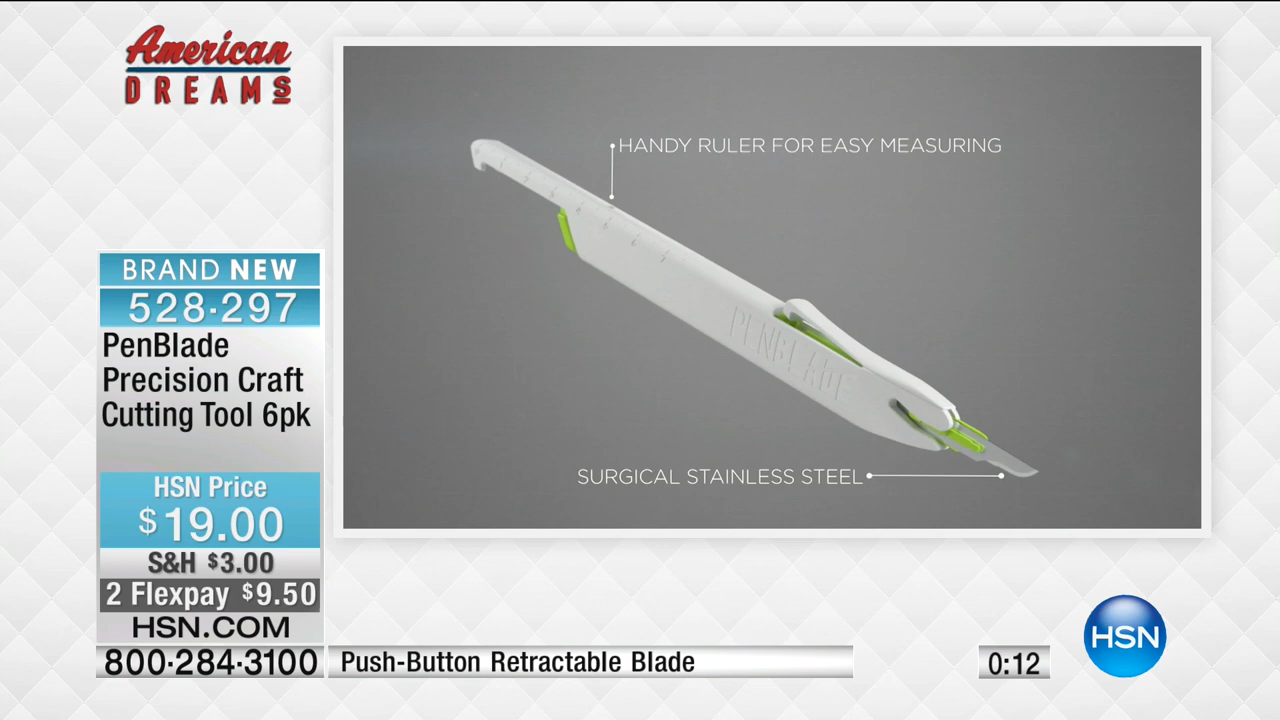 American
DREAMS
HANDY RULER FOR EASY MEASURING
PENBLADE
SURGICAL STAINLESS STEEL
BRAND NEW
528·297
PenBlade
Precision Craft
Cutting Tool 6pk
HSN Price
$19.00
S&H $3.00
2 Flexpay $9.50
HSN.COM
800·284·3100
Push-Button Retractable Blade
0:12
HSN